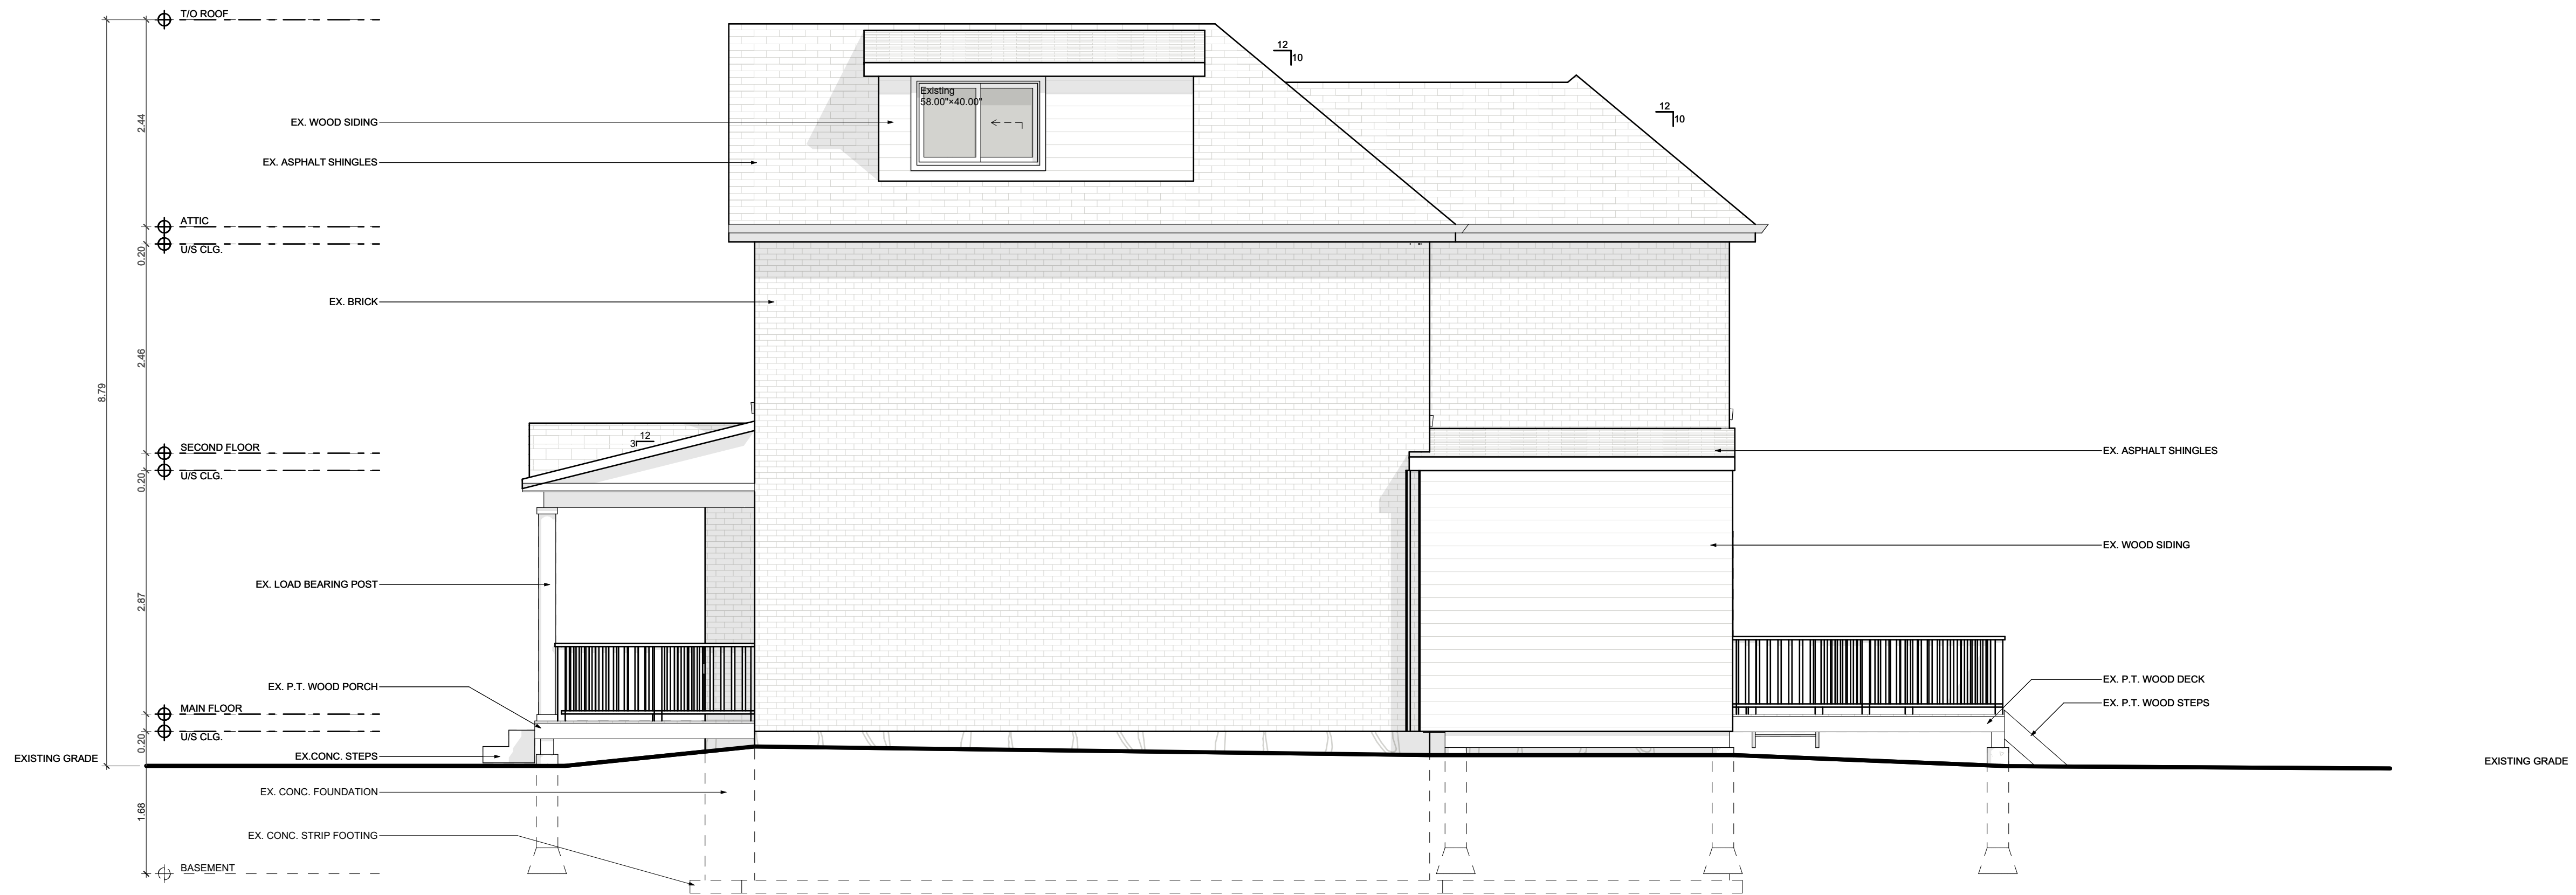 T/O ROOF
12
10
Existing
58.00"×40.00"
12
10
2.44
EX. WOOD SIDING
EX. ASPHALT SHINGLES
ATTIC
0.20
U/S CLG.
EX. BRICK
2.46
8.79
12
3
SECOND FLOOR
0.20
U/S CLG.
EX. ASPHALT SHINGLES
EX. WOOD SIDING
EX. LOAD BEARING POST
2.87
EX. P.T. WOOD PORCH
EX. P.T. WOOD DECK
EX. P.T. WOOD STEPS
MAIN FLOOR
0.20
U/S CLG.
EXISTING GRADE
EX.CONC. STEPS
EXISTING GRADE
EX. CONC. FOUNDATION
1.68
EX. CONC. STRIP FOOTING
BASEMENT